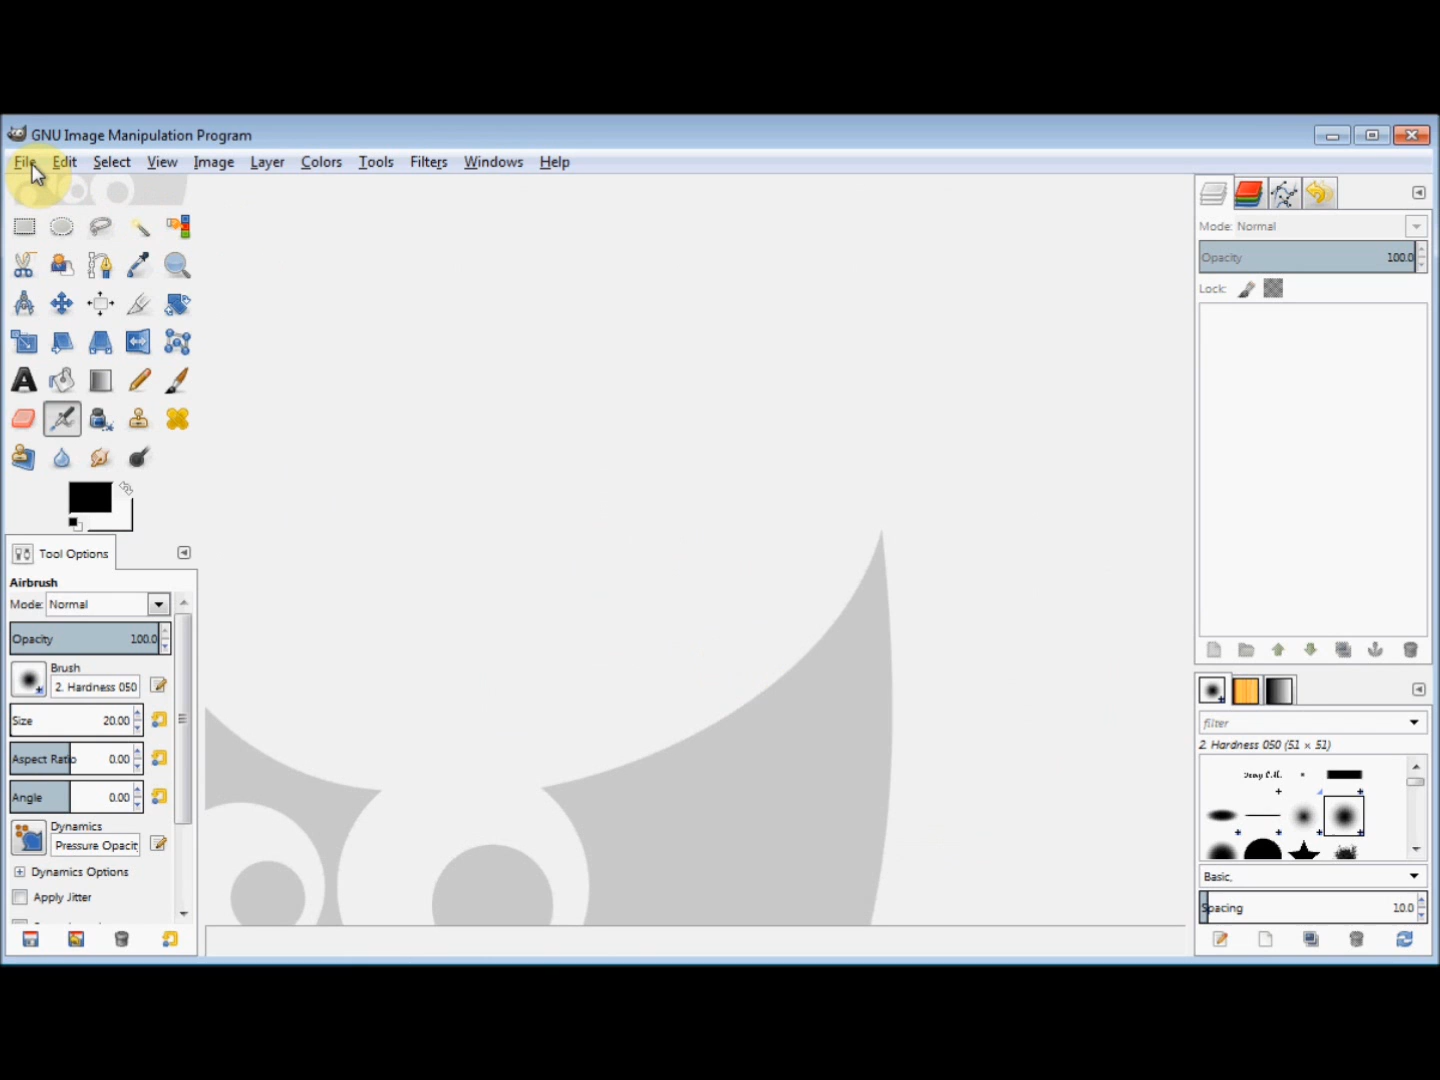 GNU Image Manipulation Program
File Edit Select View Image Layer Colors Tools Filters Windows Help
Mode: Normal
Opacity 100.0
Lock:
Tool Options
Airbrush
Mode: Normal
Opacity 100.0
Brush
2. Hardness 050
Size 20.00
Aspect Ratio 0.00
Angle 0.00
Dynamics
Pressure Opacit
Dynamics Options
Apply Jitter
filter
2. Hardness 050 (51 × 51)
Basic,
Spacing 10.0